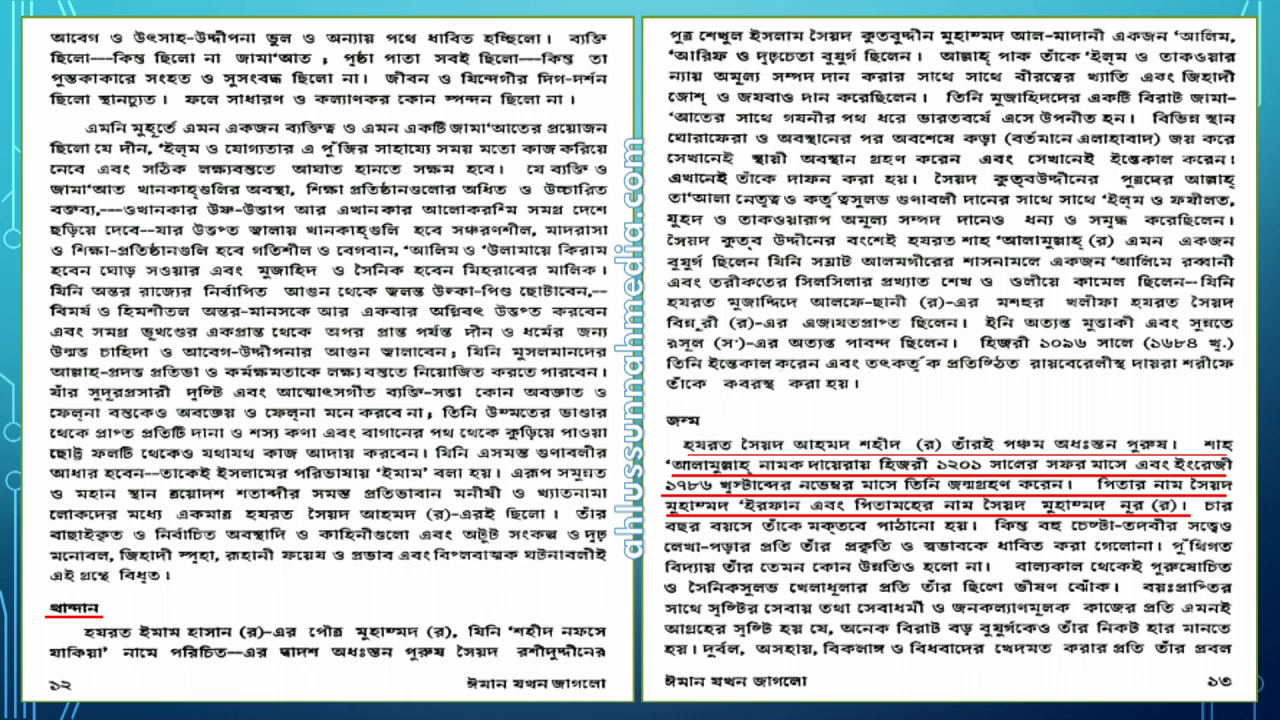 আবেগ ও উৎসাহ-উদ্দীপনা ভুল ও অন্যায় পথে ধাবিত হচ্ছিলো। ব্যক্তি
ছিলো---কিন্তু ছিলো না জামা'আত ; পৃষ্ঠা পাতা সবই ছিলো---কিন্তু তা
পুস্তকাকারে সংহত ও সুসংবদ্ধ ছিলো না। জীবন ও যিন্দেগীর দিগ-দর্শন
ছিলো স্থানচ্যুত। ফলে সাধারণ ও কল্যাণকর কোন স্পন্দন ছিলো না।
এমনি মুহূর্তে এমন একজন ব্যক্তিত্ব ও এমন একটি জামা'আতের প্রয়োজন
ছিলো যে দীন, 'ইল্ম ও যোগ্যতার এ পুঁজির সাহায্যে সময় মতো কাজ করিয়ে
নেবে এবং সঠিক লক্ষ্যবস্তুতে আঘাত হানতে সক্ষম হবে। যে ব্যক্তি ও
জামা'আত খানকাহ্গুলির অবস্থা, শিক্ষা প্রতিষ্ঠানগুলোর অধিত ও উচ্চারিত
বক্তব্য,---ওখানকার উষ্ণ-উত্তাপ আর এখানকার আলোকরশ্মি সমগ্র দেশে
ছড়িয়ে দেবে--যার উত্তপ্ত জ্বালায় খানকাহ্গুলি হবে সঞ্চরণশীল, মাদরাসা
ও শিক্ষা-প্রতিষ্ঠানগুলি হবে গতিশীল ও বেগবান, 'আলিম ও 'উলামায়ে কিরাম
হবেন ঘোড় সওয়ার এবং মুজাহিদ ও সৈনিক হবেন মিহরাবের মালিক।
যিনি অন্তর রাজ্যের নির্বাপিত আগুন থেকে জ্বলন্ত উল্কা-পিণ্ড ছোটাবেন,--
বিমর্ষ ও হিমশীতল অন্তর-মানসকে আর একবার অগ্নিবৎ উত্তপ্ত করবেন
এবং সমগ্র ভূখণ্ডের একপ্রান্ত থেকে অপর প্রান্ত পর্যন্ত দীন ও ধর্মের জন্য
উন্মত্ত চাহিদা ও আবেগ-উদ্দীপনার আগুন জ্বালাবেন ; যিনি মুসলমানদের
আল্লাহ-প্রদত্ত প্রতিভা ও কর্মক্ষমতাকে লক্ষ্যবস্তুতে নিয়োজিত করতে পারবেন।
যাঁর সুদূরপ্রসারী দৃষ্টি এবং আত্মোৎসর্গীত ব্যক্তি-সত্তা কোন অবজ্ঞাত ও
ফেল্‌না বস্তুকেও অবজ্ঞেয় ও ফেল্‌না মনে করবে না ; তিনি উম্মতের ভাণ্ডার
থেকে প্রাপ্ত প্রতিটি দানা ও শস্য কণা এবং বাগানের পথ থেকে কুড়িয়ে পাওয়া
ছোট্ট ফলটি থেকেও যথাযথ কাজ আদায় করবেন। যিনি এসমস্ত গুণাবলীর
আধার হবেন--তাকেই ইসলামের পরিভাষায় 'ইমাম' বলা হয়। এরূপ সমুন্নত
ও মহান স্থান ত্রয়োদশ শতাব্দীর সমস্ত প্রতিভাবান মনীষী ও খ্যাতনামা
লোকদের মধ্যে একমাত্র হযরত সৈয়দ আহমদ (র)-এরই ছিলো। তাঁর
বাছাইকৃত ও নির্বাচিত অবস্থাদি ও কাহিনীগুলো এবং অটুট সংকল্প ও দৃঢ়
মনোবল, জিহাদী স্পৃহা, রূহানী ফয়েয ও প্রভাব এবং বিপ্লবাত্মক ঘটনাবলীই
এই গ্রন্থে বিধৃত।
খান্দান
হযরত ইমাম হাসান (র)-এর পৌত্র মুহাম্মদ (র), যিনি 'শহীদ নফসে
যাকিয়া' নামে পরিচিত—এর দ্বাদশ অধঃস্তন পুরুষ সৈয়দ রশীদুদ্দীনের
১২ ঈমান যখন জাগলো
ahlussunnahmedia.com
পুত্র শেখুল ইসলাম সৈয়দ কুতবুদ্দীন মুহাম্মদ আল-মাদানী একজন 'আলিম,
'আরিফ ও দৃঢ়চেতা বুযুর্গ ছিলেন। আল্লাহ্ পাক তাঁকে 'ইল্‌ম ও তাকওয়ার
ন্যায় অমূল্য সম্পদ দান করার সাথে সাথে বীরত্বের খ্যাতি এবং জিহাদী
জোশ্ ও জযবাও দান করেছিলেন। তিনি মুজাহিদদের একটি বিরাট জামা-
'আতের সাথে গযনীর পথ ধরে ভারতবর্ষে এসে উপনীত হন। বিভিন্ন স্থান
ঘোরাফেরা ও অবস্থানের পর অবশেষে কড়া (বর্তমানে এলাহাবাদ) জয় করে
সেখানেই স্থায়ী অবস্থান গ্রহণ করেন এবং সেখানেই ইন্তেকাল করেন।
এখানেই তাঁকে দাফন করা হয়। সৈয়দ কুত্‌বউদ্দীনের পুত্রদের আল্লাহ্
তা'আলা নেতৃত্ব ও কর্তৃত্বসুলভ গুণাবলী দানের সাথে সাথে 'ইল্‌ম ও ফযীলত,
যুহদ ও তাকওয়ারূপ অমূল্য সম্পদ দানেও ধন্য ও সমৃদ্ধ করেছিলেন।
সৈয়দ কুত্‌ব উদ্দীনের বংশেই হযরত শাহ্ 'আলামুল্লাহ্ (র) এমন একজন
বুযুর্গ ছিলেন যিনি সম্রাট আলমগীরের শাসনামলে একজন 'আলিমে রব্বানী
এবং তরীকতের সিলসিলার প্রখ্যাত শেখ ও ওলীয়ে কামেল ছিলেন--যিনি
হযরত মুজাদ্দিদে আলফে-ছানী (র)-এর মশহর খলীফা হযরত সৈয়দ
বিন্নূরী (র)-এর এজাযতপ্রাপ্ত ছিলেন। ইনি অত্যন্ত মুত্তাকী এবং সুন্নতে
রসূল (স')-এর অত্যন্ত পাবন্দ ছিলেন। হিজরী ১০৯৬ সালে (১৬৮৪ খৃ.)
তিনি ইন্তেকাল করেন এবং তৎকর্তৃক প্রতিষ্ঠিত রায়বেরেলীস্থ দায়রা শরীফে
তাঁকে কবরস্থ করা হয়।
জন্ম
হযরত সৈয়দ আহমদ শহীদ (র) তাঁরই পঞ্চম অধঃস্তন পুরুষ। শাহ্
'আলামুল্লাহ্ নামক দায়েরায় হিজরী ১২০১ সালের সফর মাসে এবং ইংরেজী
১৭৮৬ খৃস্টাব্দের নভেম্বর মাসে তিনি জন্মগ্রহণ করেন। পিতার নাম সৈয়দ
মুহাম্মদ 'ইরফান এবং পিতামহের নাম সৈয়দ মুহাম্মদ নূর (র)। চার
বছর বয়সে তাঁকে মক্‌তবে পাঠানো হয়। কিন্তু বহু চেষ্টা-তদবীর সত্ত্বেও
লেখা-পড়ার প্রতি তাঁর প্রকৃতি ও স্বভাবকে ধাবিত করা গেলোনা। পুঁথিগত
বিদ্যায় তাঁর তেমন কোন উন্নতিও হলো না। বাল্যকাল থেকেই পুরুষোচিত
ও সৈনিকসুলভ খেলাধূলার প্রতি তাঁর ছিলো ভীষণ ঝোঁক। বয়ঃপ্রাপ্তির
সাথে সৃষ্টির সেবায় তথা সেবাধর্মী ও জনকল্যাণমূলক কাজের প্রতি এমনই
আগ্রহের সৃষ্টি হয় যে, অনেক বিরাট বড় বুযুর্গকেও তাঁর নিকট হার মানতে
হয়। দুর্বল, অসহায়, বিকলাঙ্গ ও বিধবাদের খেদমত করার প্রতি তাঁর প্রবল
ঈমান যখন জাগলো ১৩